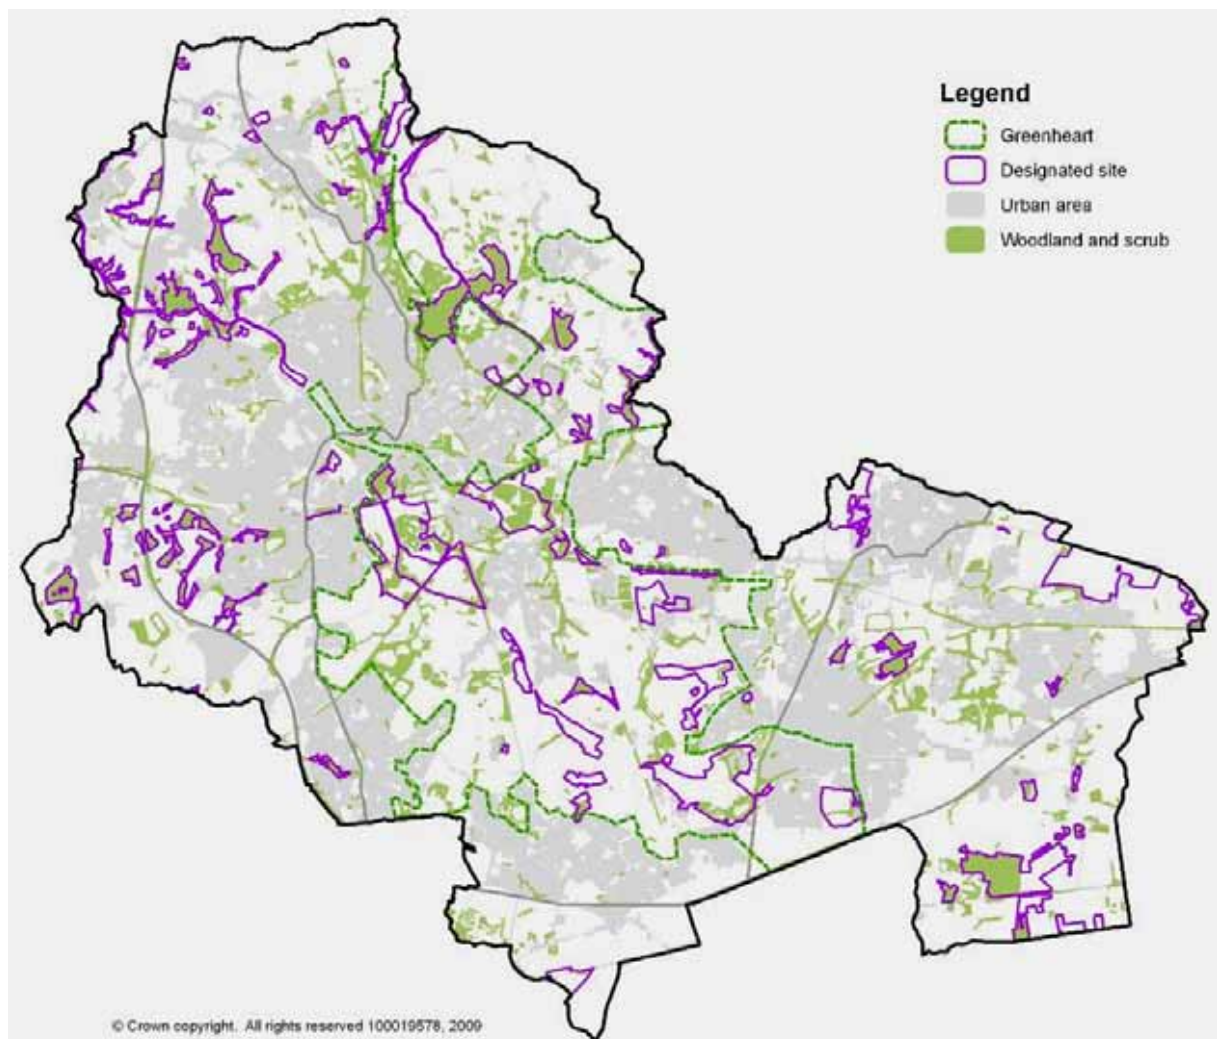 Legend
Greenheart
Designated site
Urban area
Woodland and scrub
© Crown copyright. All rights reserved 100019578, 2009